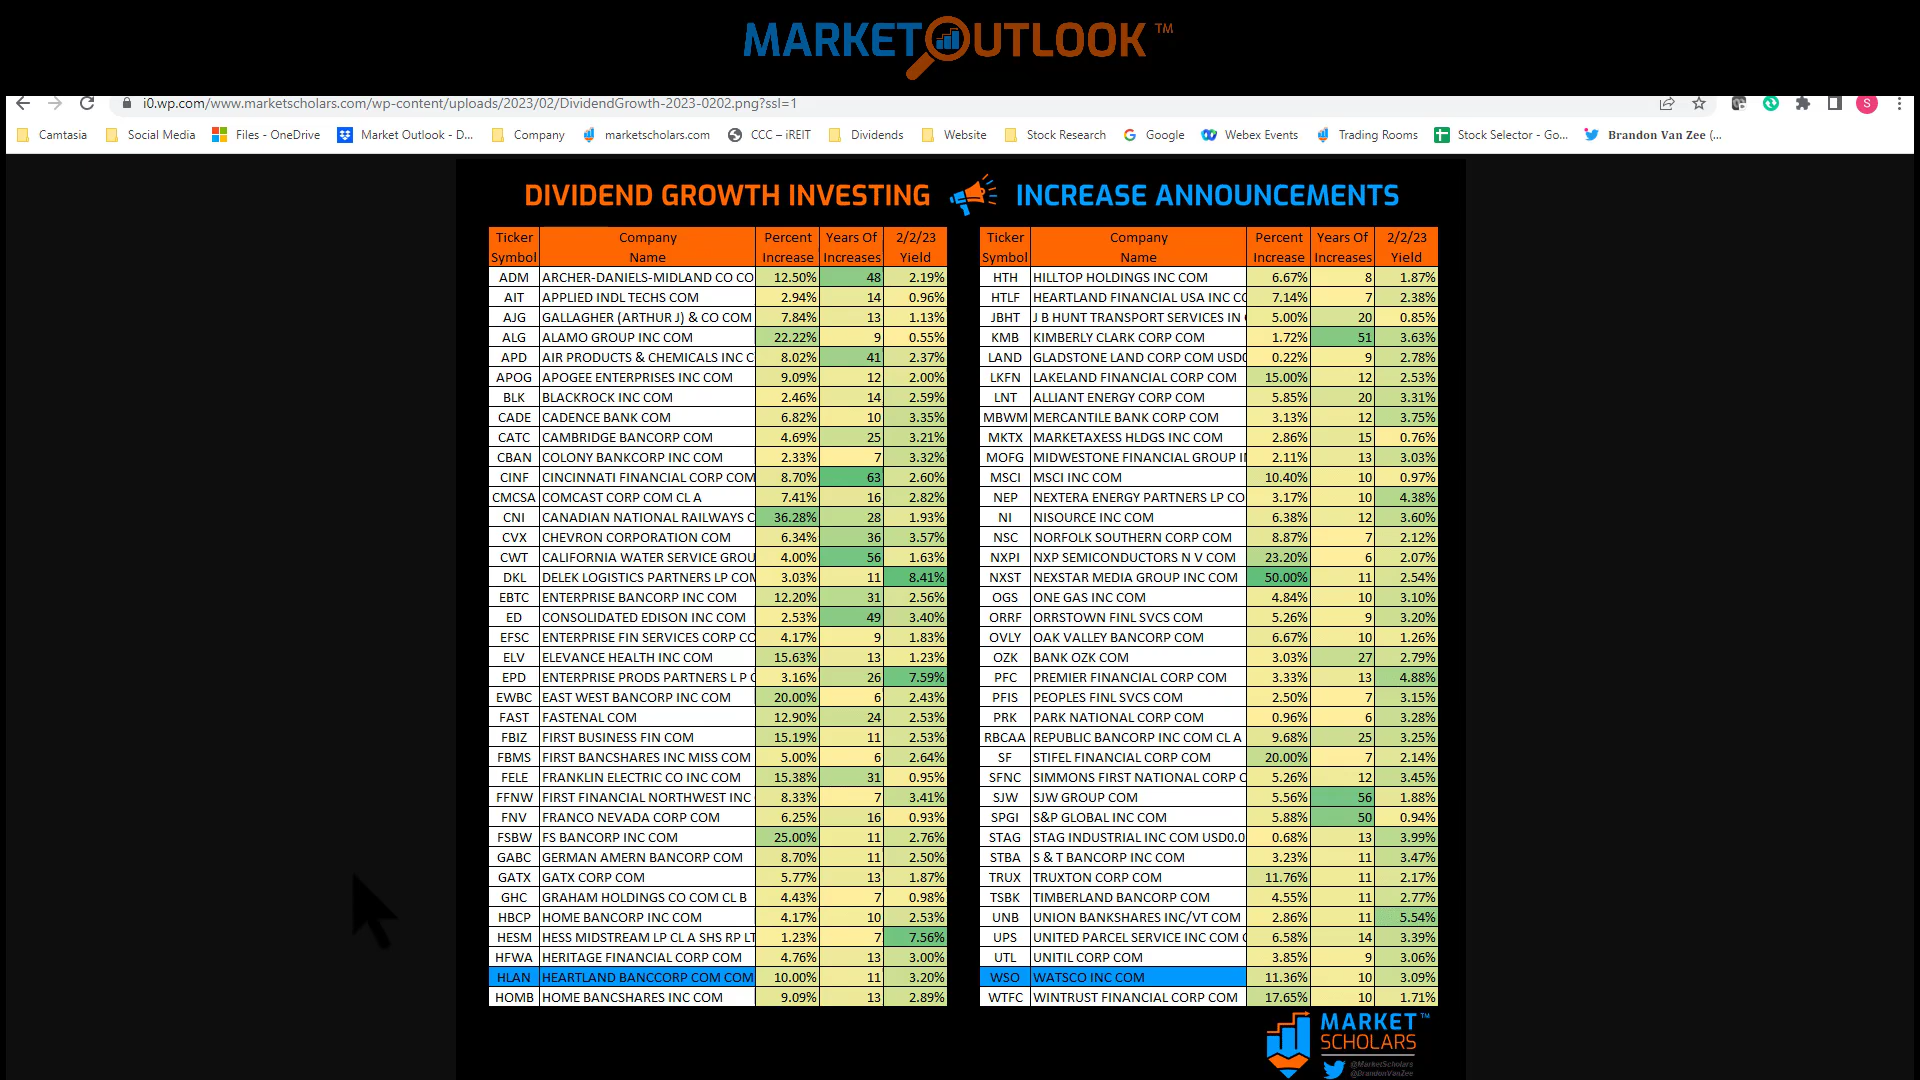 MARKET OUTLOOK™
i0.wp.com/www.marketscholars.com/wp-content/uploads/2023/02/DividendGrowth-2023-0202.png?ssl=1
S
Camtasia Social Media Files - OneDrive Market Outlook - D... Company marketscholars.com CCC – iREIT Dividends Website Stock Research Google Webex Events Trading Rooms Stock Selector - Go... Brandon Van Zee (...
DIVIDEND GROWTH INVESTING INCREASE ANNOUNCEMENTS
Ticker Symbol Company Name Percent Increase Years Of Increases 2/2/23 Yield
ADM ARCHER-DANIELS-MIDLAND CO CO 12.50% 48 2.19%
AIT APPLIED INDL TECHS COM 2.94% 14 0.96%
AJG GALLAGHER (ARTHUR J) & CO COM 7.84% 13 1.13%
ALG ALAMO GROUP INC COM 22.22% 9 0.55%
APD AIR PRODUCTS & CHEMICALS INC C 8.02% 41 2.37%
APOG APOGEE ENTERPRISES INC COM 9.09% 12 2.00%
BLK BLACKROCK INC COM 2.46% 14 2.59%
CADE CADENCE BANK COM 6.82% 10 3.35%
CATC CAMBRIDGE BANCORP COM 4.69% 25 3.21%
CBAN COLONY BANKCORP INC COM 2.33% 7 3.32%
CINF CINCINNATI FINANCIAL CORP COM 8.70% 63 2.60%
CMCSA COMCAST CORP COM CL A 7.41% 16 2.82%
CNI CANADIAN NATIONAL RAILWAYS C 36.28% 28 1.93%
CVX CHEVRON CORPORATION COM 6.34% 36 3.57%
CWT CALIFORNIA WATER SERVICE GROU 4.00% 56 1.63%
DKL DELEK LOGISTICS PARTNERS LP COM 3.03% 11 8.41%
EBTC ENTERPRISE BANCORP INC COM 12.20% 31 2.56%
ED CONSOLIDATED EDISON INC COM 2.53% 49 3.40%
EFSC ENTERPRISE FIN SERVICES CORP CO 4.17% 9 1.83%
ELV ELEVANCE HEALTH INC COM 15.63% 13 1.23%
EPD ENTERPRISE PRODS PARTNERS L P C 3.16% 26 7.59%
EWBC EAST WEST BANCORP INC COM 20.00% 6 2.43%
FAST FASTENAL COM 12.90% 24 2.53%
FBIZ FIRST BUSINESS FIN COM 15.19% 11 2.53%
FBMS FIRST BANCSHARES INC MISS COM 5.00% 6 2.64%
FELE FRANKLIN ELECTRIC CO INC COM 15.38% 31 0.95%
FFNW FIRST FINANCIAL NORTHWEST INC 8.33% 7 3.41%
FNV FRANCO NEVADA CORP COM 6.25% 16 0.93%
FSBW FS BANCORP INC COM 25.00% 11 2.76%
GABC GERMAN AMERN BANCORP COM 8.70% 11 2.50%
GATX GATX CORP COM 5.77% 13 1.87%
GHC GRAHAM HOLDINGS CO COM CL B 4.43% 7 0.98%
HBCP HOME BANCORP INC COM 4.17% 10 2.53%
HESM HESS MIDSTREAM LP CL A SHS RP LT 1.23% 7 7.56%
HFWA HERITAGE FINANCIAL CORP COM 4.76% 13 3.00%
HLAN HEARTLAND BANCCORP COM COM 10.00% 11 3.20%
HOMB HOME BANCSHARES INC COM 9.09% 13 2.89%
Ticker Symbol Company Name Percent Increase Years Of Increases 2/2/23 Yield
HTH HILLTOP HOLDINGS INC COM 6.67% 8 1.87%
HTLF HEARTLAND FINANCIAL USA INC CO 7.14% 7 2.38%
JBHT J B HUNT TRANSPORT SERVICES IN 5.00% 20 0.85%
KMB KIMBERLY CLARK CORP COM 1.72% 51 3.63%
LAND GLADSTONE LAND CORP COM USD0 0.22% 9 2.78%
LKFN LAKELAND FINANCIAL CORP COM 15.00% 12 2.53%
LNT ALLIANT ENERGY CORP COM 5.85% 20 3.31%
MBWM MERCANTILE BANK CORP COM 3.13% 12 3.75%
MKTX MARKETAXESS HLDGS INC COM 2.86% 15 0.76%
MOFG MIDWESTONE FINANCIAL GROUP I 2.11% 13 3.03%
MSCI MSCI INC COM 10.40% 10 0.97%
NEP NEXTERA ENERGY PARTNERS LP CO 3.17% 10 4.38%
NI NISOURCE INC COM 6.38% 12 3.60%
NSC NORFOLK SOUTHERN CORP COM 8.87% 7 2.12%
NXPI NXP SEMICONDUCTORS N V COM 23.20% 6 2.07%
NXST NEXSTAR MEDIA GROUP INC COM 50.00% 11 2.54%
OGS ONE GAS INC COM 4.84% 10 3.10%
ORRF ORRSTOWN FINL SVCS COM 5.26% 9 3.20%
OVLY OAK VALLEY BANCORP COM 6.67% 10 1.26%
OZK BANK OZK COM 3.03% 27 2.79%
PFC PREMIER FINANCIAL CORP COM 3.33% 13 4.88%
PFIS PEOPLES FINL SVCS COM 2.50% 7 3.15%
PRK PARK NATIONAL CORP COM 0.96% 6 3.28%
RBCAA REPUBLIC BANCORP INC COM CL A 9.68% 25 3.25%
SF STIFEL FINANCIAL CORP COM 20.00% 7 2.14%
SFNC SIMMONS FIRST NATIONAL CORP C 5.26% 12 3.45%
SJW SJW GROUP COM 5.56% 56 1.88%
SPGI S&P GLOBAL INC COM 5.88% 50 0.94%
STAG STAG INDUSTRIAL INC COM USD0.0 0.68% 13 3.99%
STBA S & T BANCORP INC COM 3.23% 11 3.47%
TRUX TRUXTON CORP COM 11.76% 11 2.17%
TSBK TIMBERLAND BANCORP COM 4.55% 11 2.77%
UNB UNION BANKSHARES INC/VT COM 2.86% 11 5.54%
UPS UNITED PARCEL SERVICE INC COM C 6.58% 14 3.39%
UTL UNITIL CORP COM 3.85% 9 3.06%
WSO WATSCO INC COM 11.36% 10 3.09%
WTFC WINTRUST FINANCIAL CORP COM 17.65% 10 1.71%
MARKET™
SCHOLARS
@MarketScholars
@BrandonVanZee